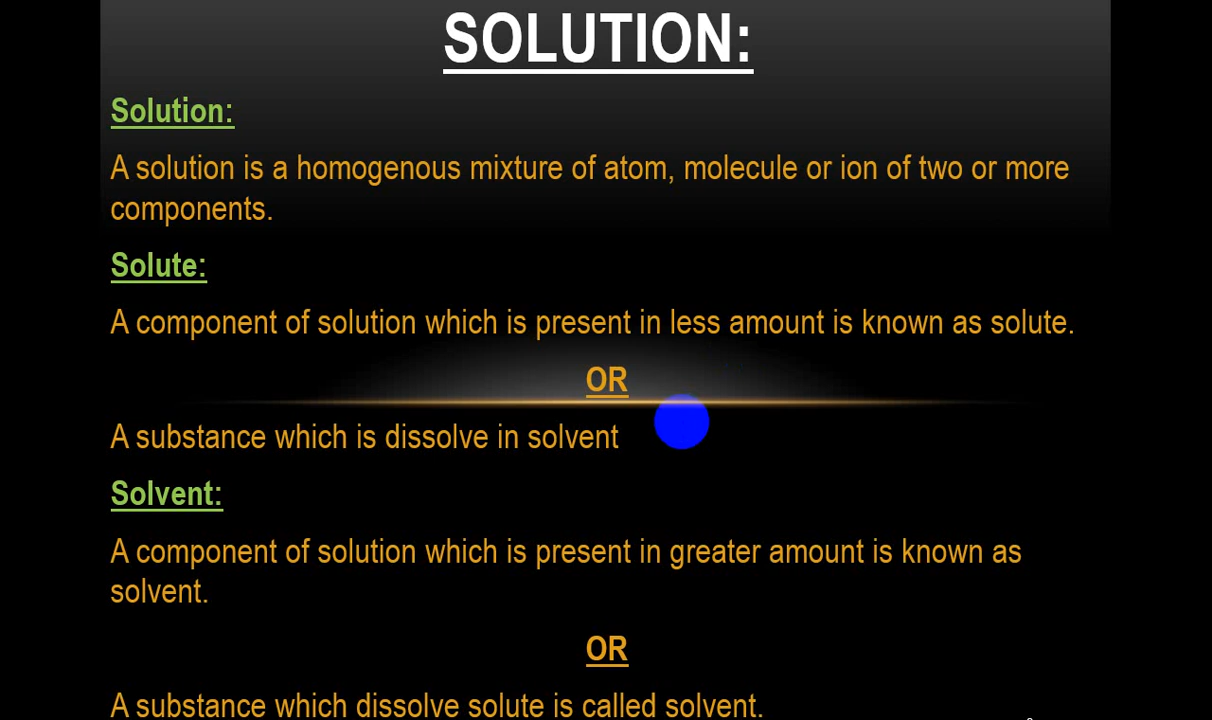 SOLUTION:
Solution:
A solution is a homogenous mixture of atom, molecule or ion of two or more
components.
Solute:
A component of solution which is present in less amount is known as solute.
OR
A substance which is dissolve in solvent
Solvent:
A component of solution which is present in greater amount is known as
solvent.
OR
A substance which dissolve solute is called solvent.